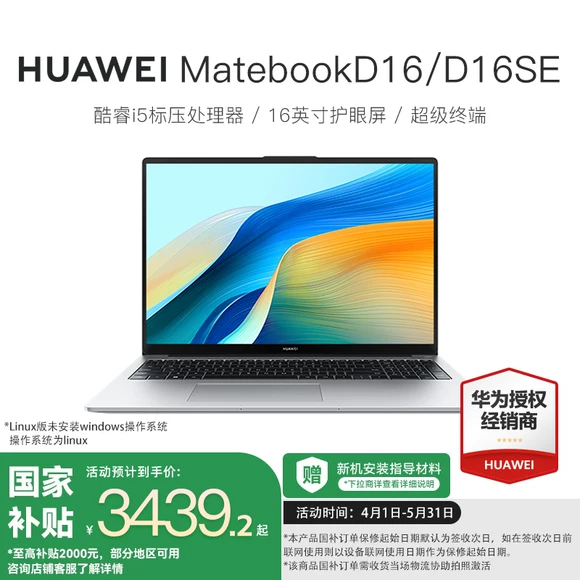 HUAWEI MatebookD16/D16SE
酷睿i5标压处理器 / 16英寸护眼屏 / 超级终端
HUAWEI
*Linux版未安装windows操作系统
操作系统为linux
华为授权
经销商
HUAWEI
国家
补贴
活动预计到手价:
¥3439.2起
*至高补贴2000元,部分地区可用
咨询店铺客服了解详情
赠
新机安装指导材料
*下拉商详查看详细说明
活动时间:4月1日-5月31日
*本产品国补订单保修起始日期默认为签收次日,如在签收次日前
联网使用则以设备联网使用日期作为保修起始日期。
*该商品国补订单需收货当场物流协助拍照激活